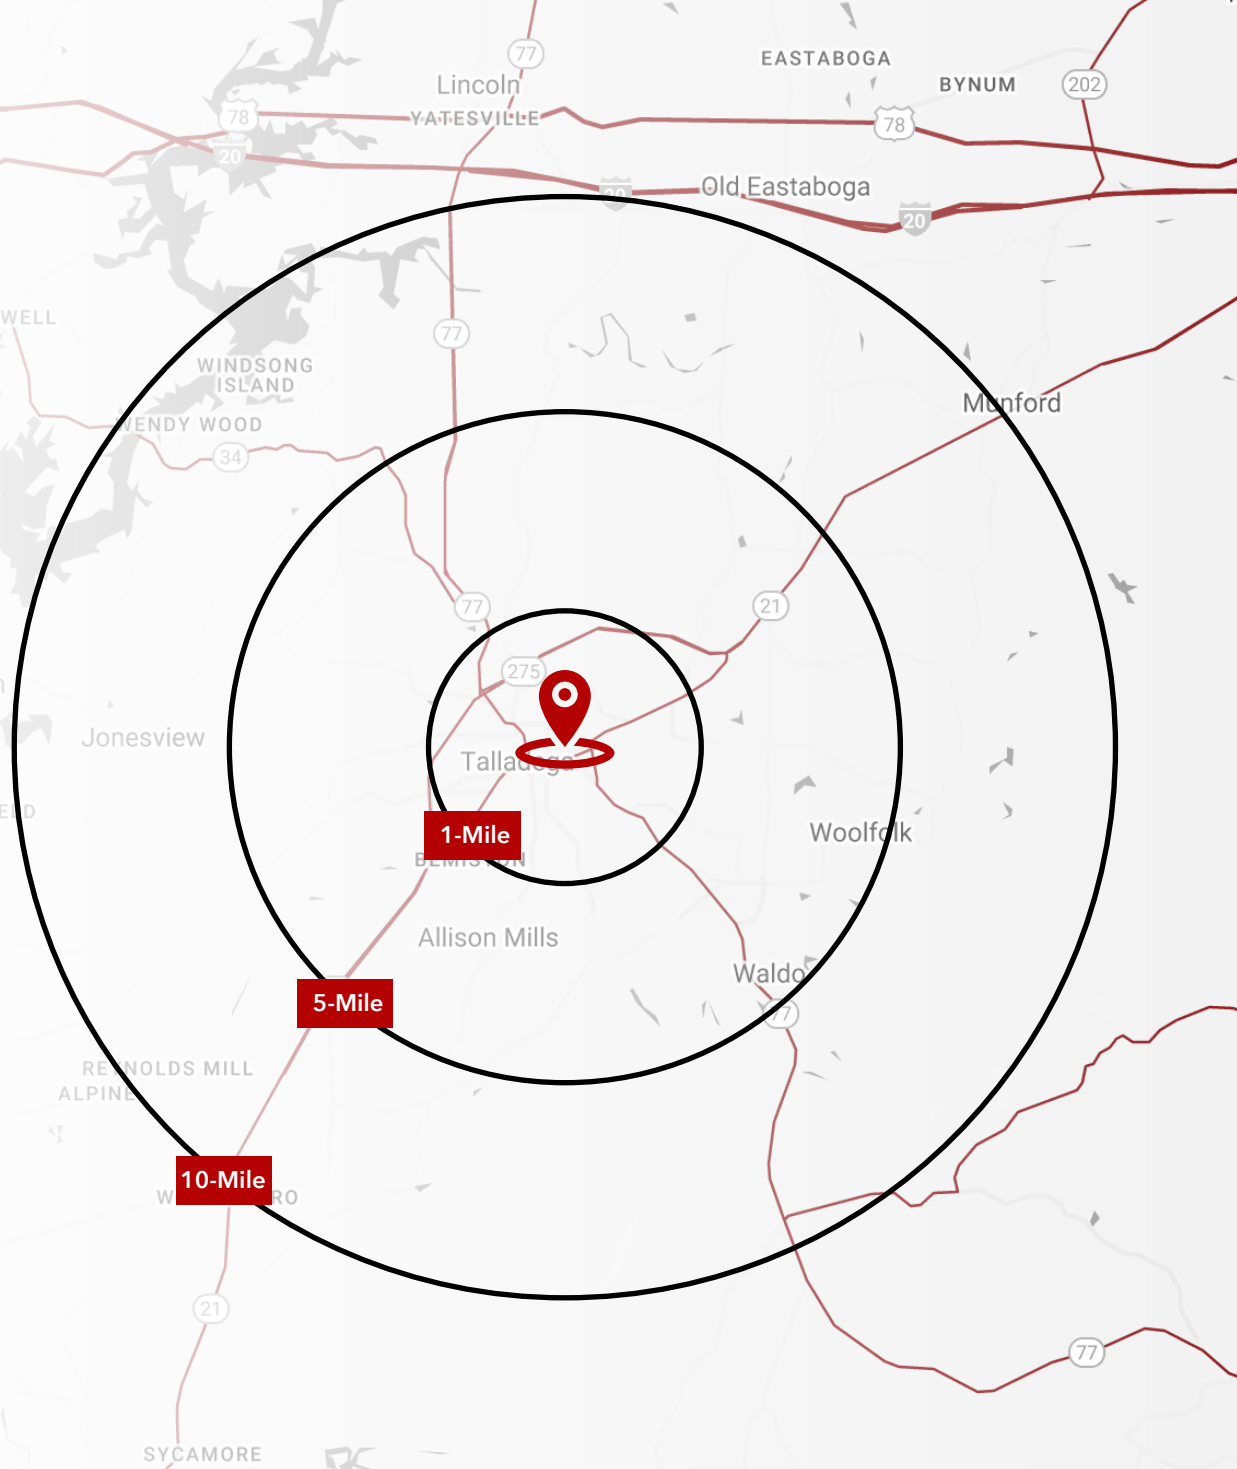 77
EASTABOGA
Lincoln
BYNUM
202
78
YATESVILLE
78
20
Old Eastaboga
20
20
WELL
77
WINDSONG
ISLAND
Munford
WENDY WOOD
34
77
21
275
Jonesview
Talladega
1-Mile
Woolfolk
BEMISTON
Allison Mills
Waldo
5-Mile
77
REYNOLDS MILL
ALPINE
10-Mile
W RO
21
77
SYCAMORE